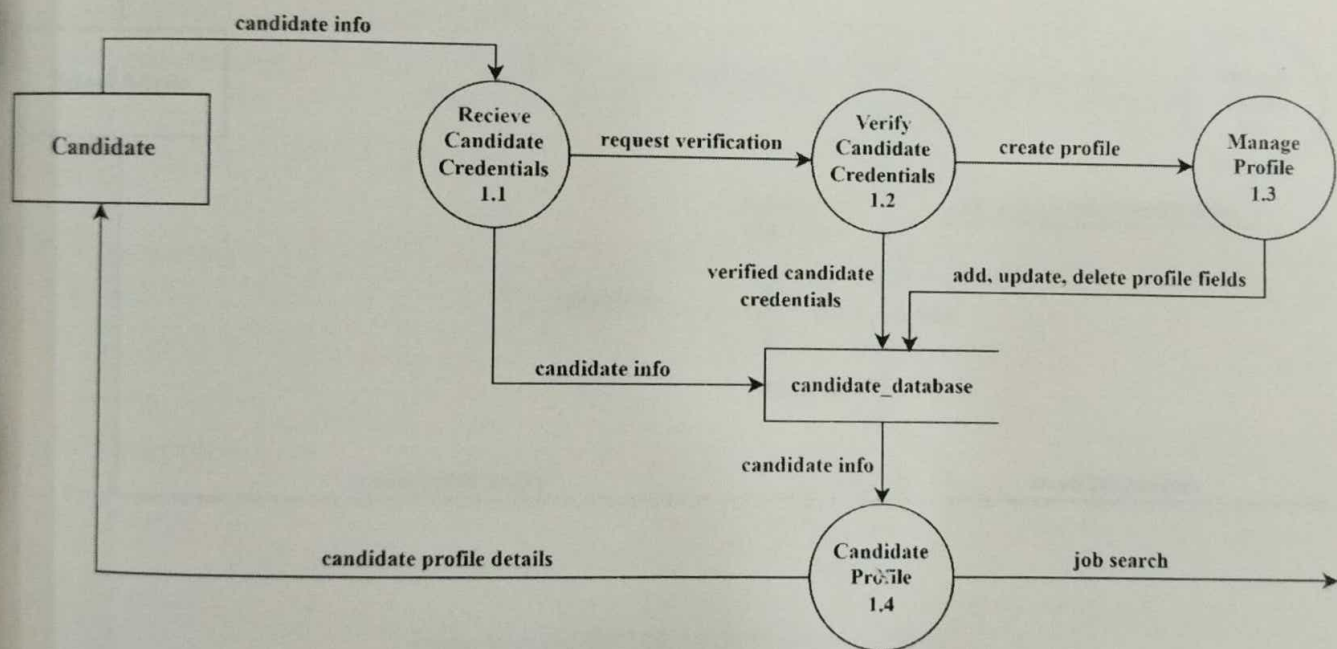 candidate info
Candidate
Recieve
Candidate
Credentials
1.1
request verification
Verify
Candidate
Credentials
1.2
create profile
Manage
Profile
1.3
verified candidate
credentials
add, update, delete profile fields
candidate info
candidate_database
candidate info
candidate profile details
Candidate
Profile
1.4
job search